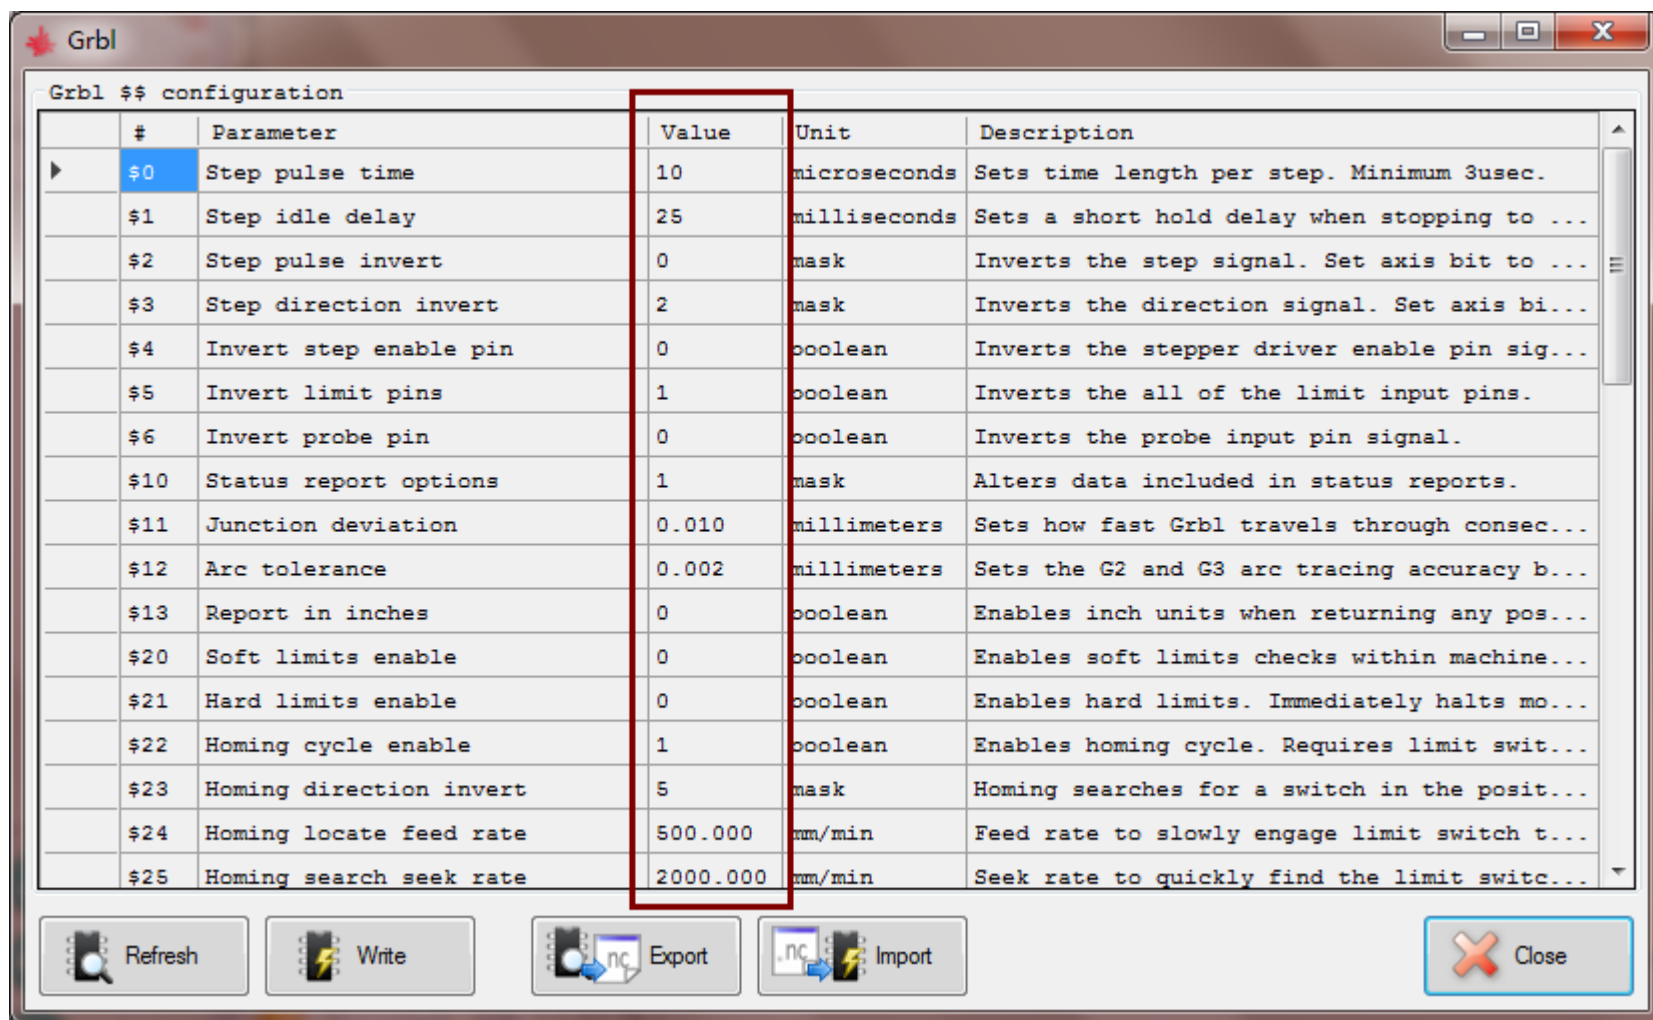 Grbl
Grbl $$ configuration
# Parameter Value Unit Description
$0 Step pulse time 10 microseconds Sets time length per step. Minimum 3usec.
$1 Step idle delay 25 milliseconds Sets a short hold delay when stopping to ...
$2 Step pulse invert 0 mask Inverts the step signal. Set axis bit to ...
$3 Step direction invert 2 mask Inverts the direction signal. Set axis bi...
$4 Invert step enable pin 0 boolean Inverts the stepper driver enable pin sig...
$5 Invert limit pins 1 boolean Inverts the all of the limit input pins.
$6 Invert probe pin 0 boolean Inverts the probe input pin signal.
$10 Status report options 1 mask Alters data included in status reports.
$11 Junction deviation 0.010 millimeters Sets how fast Grbl travels through consec...
$12 Arc tolerance 0.002 millimeters Sets the G2 and G3 arc tracing accuracy b...
$13 Report in inches 0 boolean Enables inch units when returning any pos...
$20 Soft limits enable 0 boolean Enables soft limits checks within machine...
$21 Hard limits enable 0 boolean Enables hard limits. Immediately halts mo...
$22 Homing cycle enable 1 boolean Enables homing cycle. Requires limit swit...
$23 Homing direction invert 5 mask Homing searches for a switch in the posit...
$24 Homing locate feed rate 500.000 mm/min Feed rate to slowly engage limit switch t...
$25 Homing search seek rate 2000.000 mm/min Seek rate to quickly find the limit switc...
Refresh Write nc Export .nc Import Close